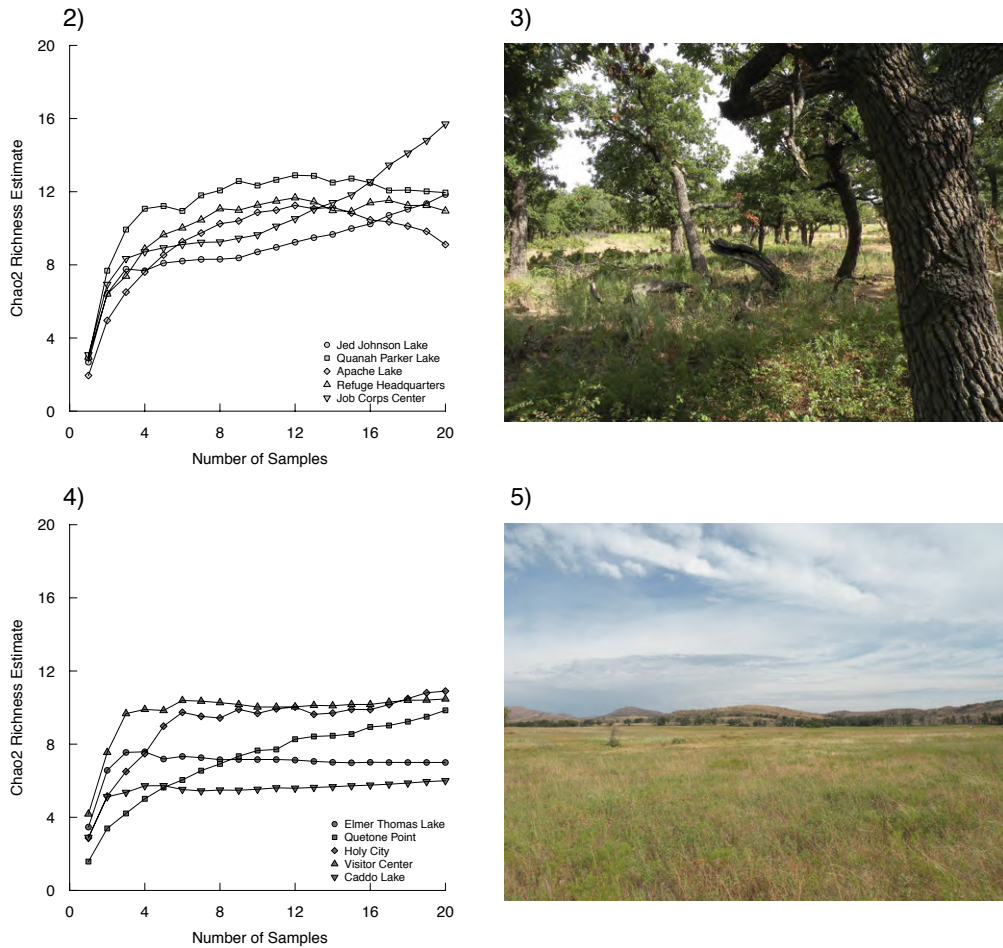 2)
20
16
12
8
4
0
Chao2 Richness Estimate
Jed Johnson Lake
Quanah Parker Lake
Apache Lake
Refuge Headquarters
Job Corps Center
0 4 8 12 16 20
Number of Samples
3)
4)
20
16
12
8
4
0
Chao2 Richness Estimate
Elmer Thomas Lake
Quetone Point
Holy City
Visitor Center
Caddo Lake
0 4 8 12 16 20
Number of Samples
5)